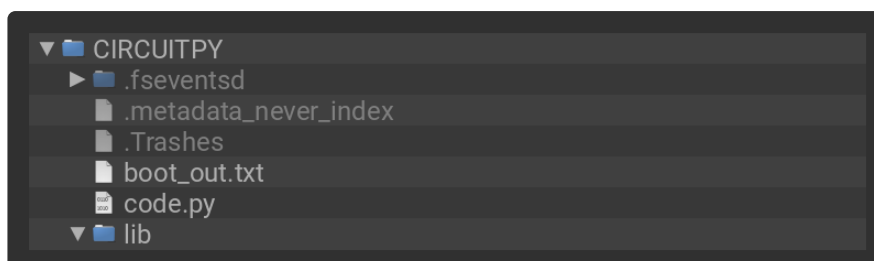 CIRCUITPY
.fseventsd
.metadata_never_index
.Trashes
boot_out.txt
code.py
lib